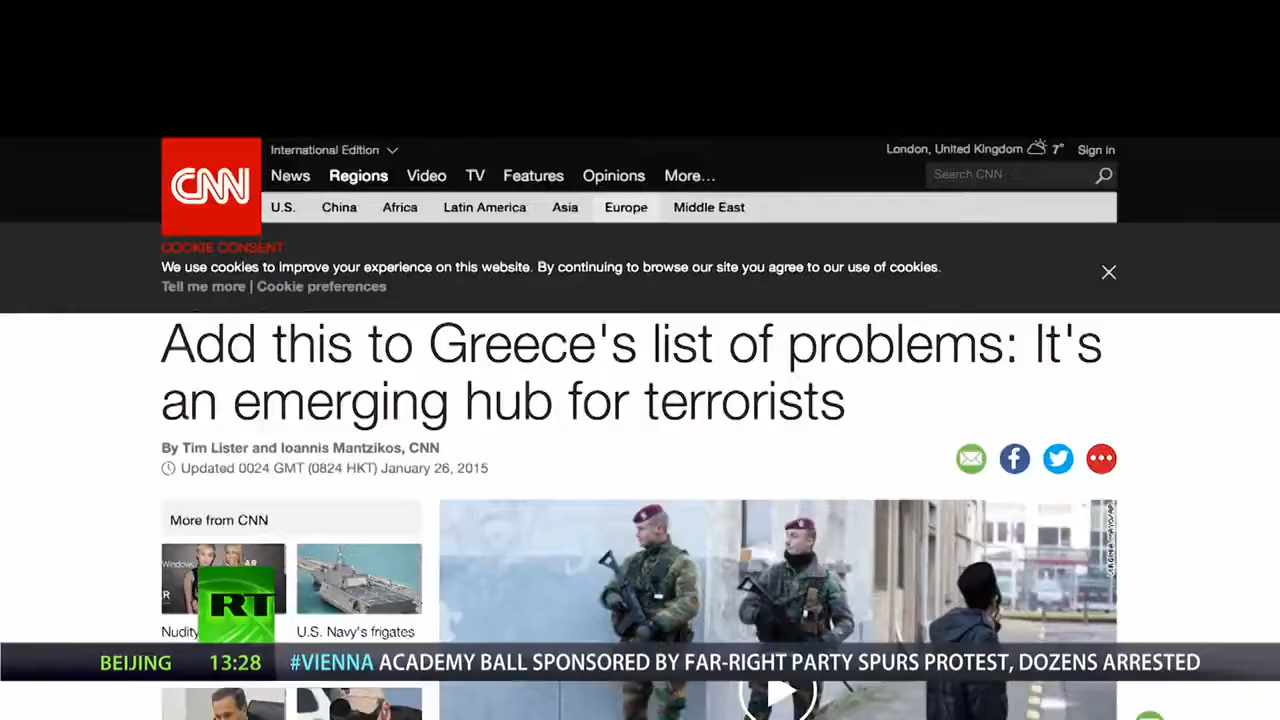 International Edition
London, United Kingdom 7° Sign in
CNN
News Regions Video TV Features Opinions More...
Search CNN
U.S. China Africa Latin America Asia Europe Middle East
COOKIE CONSENT
We use cookies to improve your experience on this website. By continuing to browse our site you agree to our use of cookies.
Tell me more | Cookie preferences
Add this to Greece's list of problems: It's
an emerging hub for terrorists
By Tim Lister and Ioannis Mantzikos, CNN
Updated 0024 GMT (0824 HKT) January 26, 2015
More from CNN
VIRGINIA MAYO/AP
Windows
AR
R
RT
Nudity
U.S. Navy's frigates
BEIJING 13:28 #VIENNA ACADEMY BALL SPONSORED BY FAR-RIGHT PARTY SPURS PROTEST, DOZENS ARRESTED